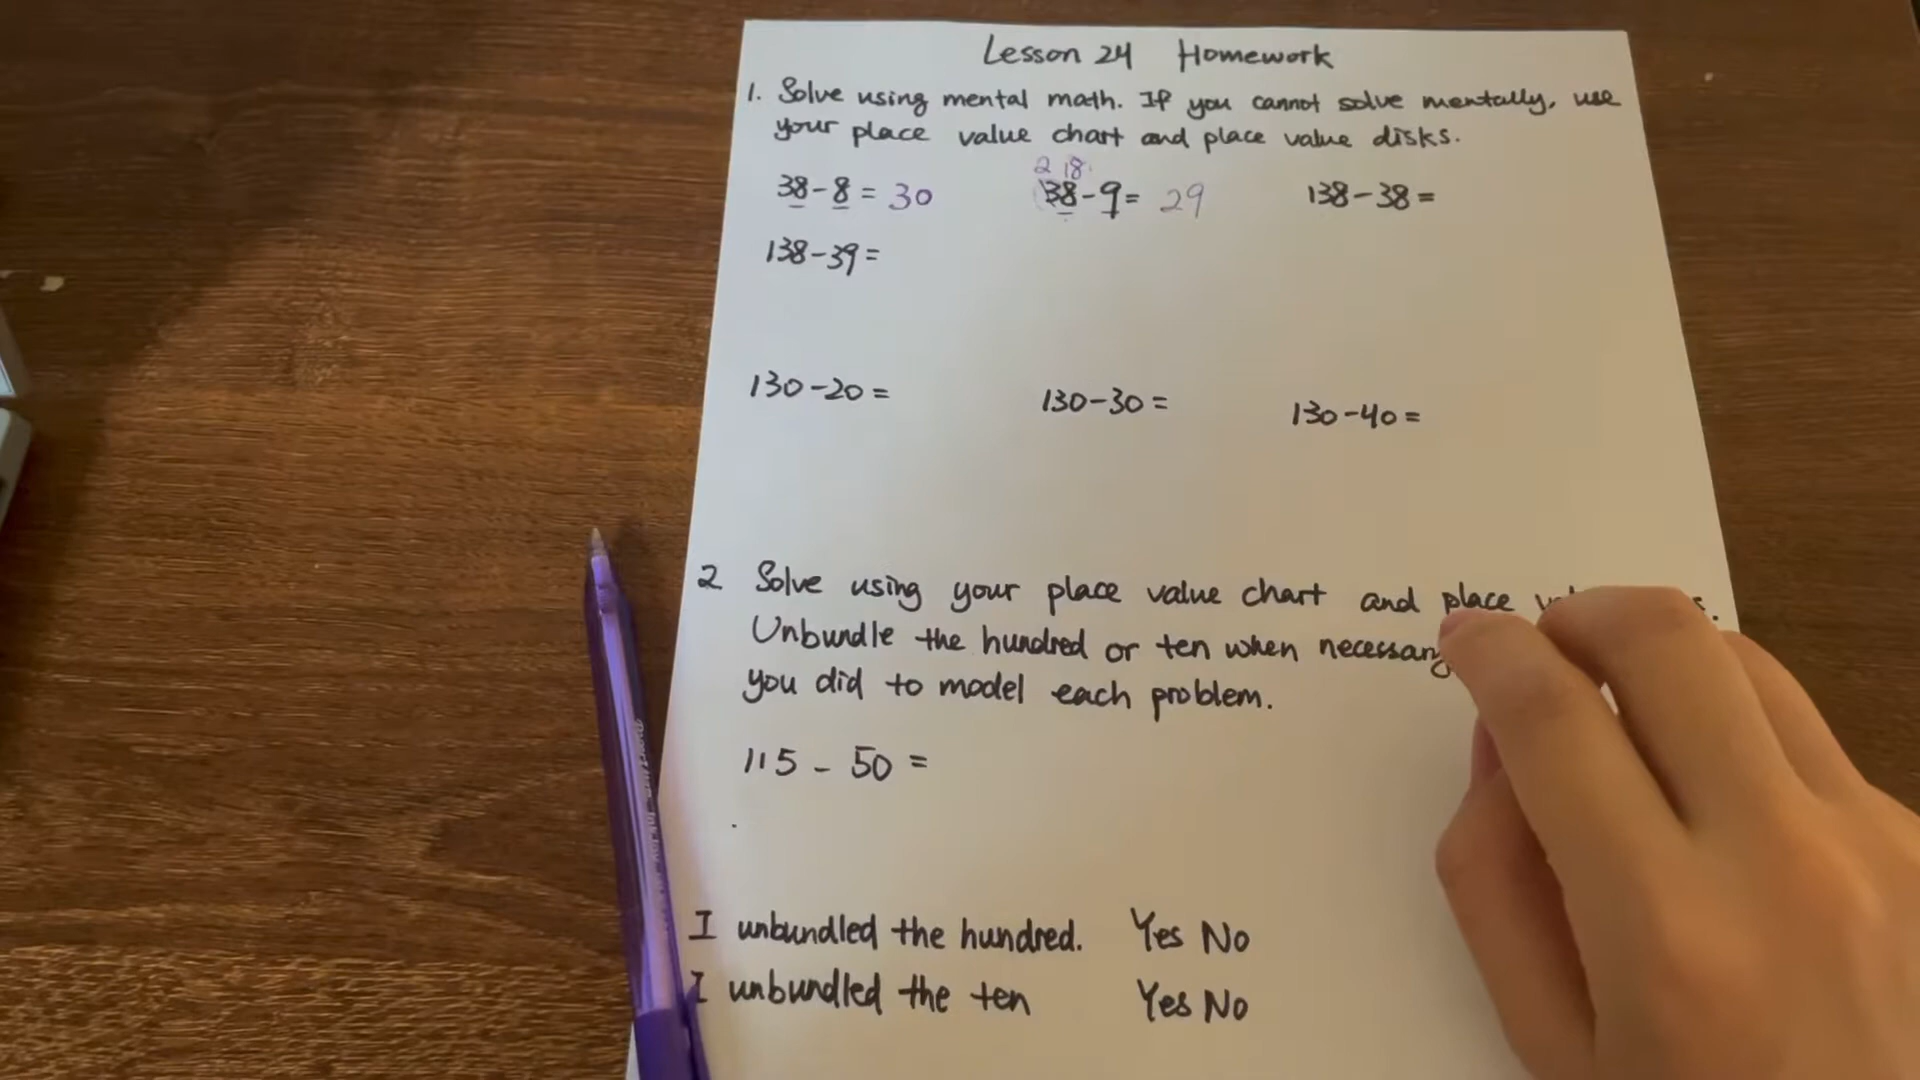 Lesson 24 Homework
1. Solve using mental math. If you cannot solve mentally, use
your place value chart and place value disks.
2 18
38-8 = 30 38-9= 29 138-38=
138-39=
130-20= 130-30= 130-40=
2 Solve using your place value chart and place
Unbundle the hundred or ten when necessary
you did to model each problem.
115 - 50 =
I unbundled the hundred. Yes No
I unbundled the ten Yes No